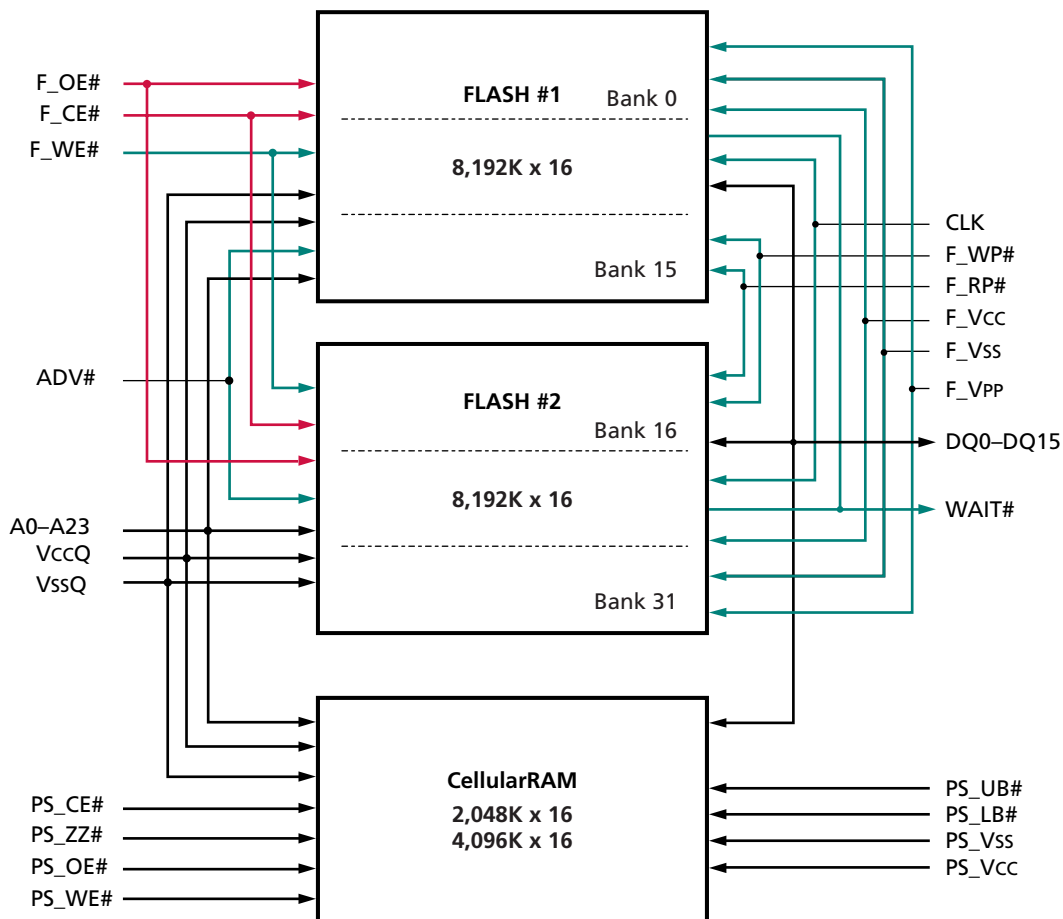 F_OE#
F_CE#
F_WE#
ADV#
A0–A23
VccQ
VssQ
PS_CE#
PS_ZZ#
PS_OE#
PS_WE#
FLASH #1
Bank 0
8,192K x 16
Bank 15
FLASH #2
Bank 16
8,192K x 16
Bank 31
CellularRAM
2,048K x 16
4,096K x 16
CLK
F_WP#
F_RP#
F_Vcc
F_Vss
F_VPP
DQ0–DQ15
WAIT#
PS_UB#
PS_LB#
PS_Vss
PS_Vcc